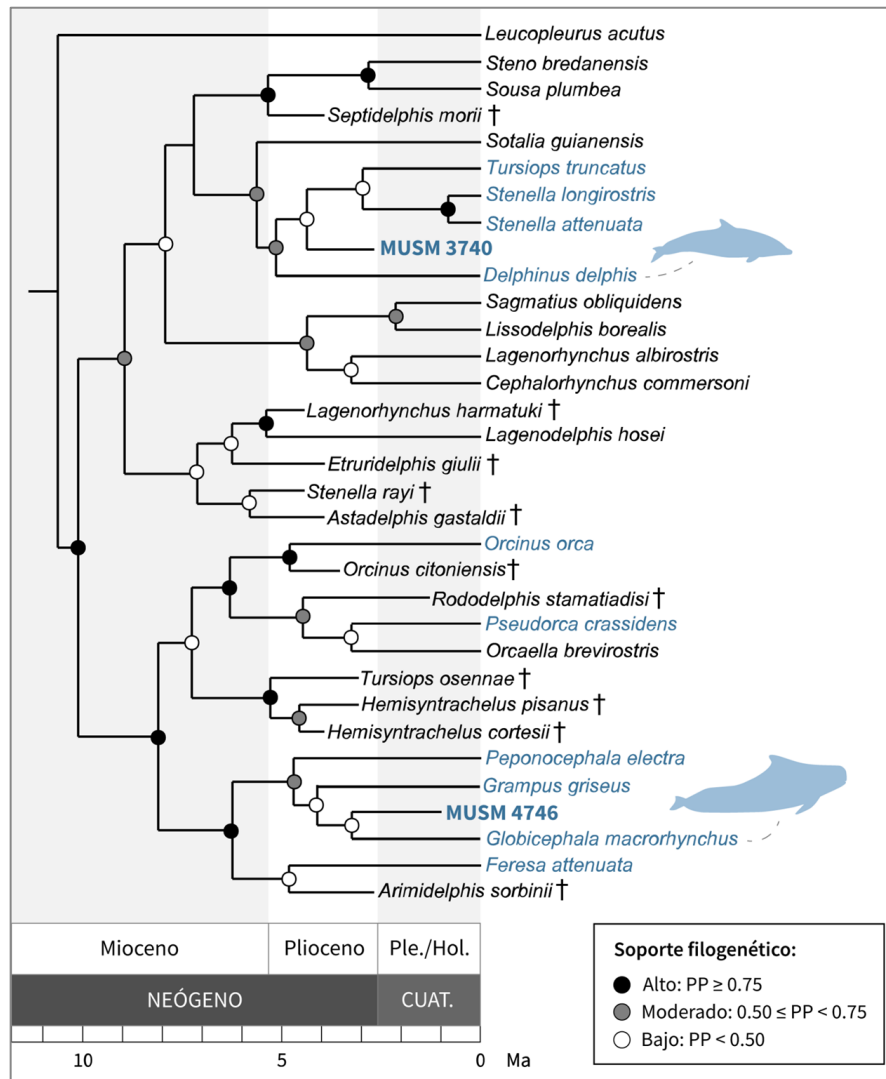 Leucopleurus acutus
Steno bredanensis
Sousa plumbea
Septidelphis morii †
Sotalia guianensis
Tursiops truncatus
Stenella longirostris
Stenella attenuata
MUSM 3740
Delphinus delphis
Sagmatius obliquidens
Lissodelphis borealis
Lagenorhynchus albirostris
Cephalorhynchus commersoni
Lagenorhynchus harmatuki †
Lagenodelphis hosei
Etruridelphis giulii †
Stenella rayi †
Astadelphis gastaldii †
Orcinus orca
Orcinus citoniensis†
Rododelphis stamatiadisi †
Pseudorca crassidens
Orcaella brevirostris
Tursiops osennae †
Hemisyntrachelus pisanus †
Hemisyntrachelus cortesii †
Peponocephala electra
Grampus griseus
MUSM 4746
Globicephala macrorhynchus
Feresa attenuata
Arimidelphis sorbinii †
Mioceno Plioceno Ple./Hol.
NEÓGENO CUAT.
10 5 0 Ma
Soporte filogenético:
Alto: PP ≥ 0.75
Moderado: 0.50 ≤ PP < 0.75
Bajo: PP < 0.50